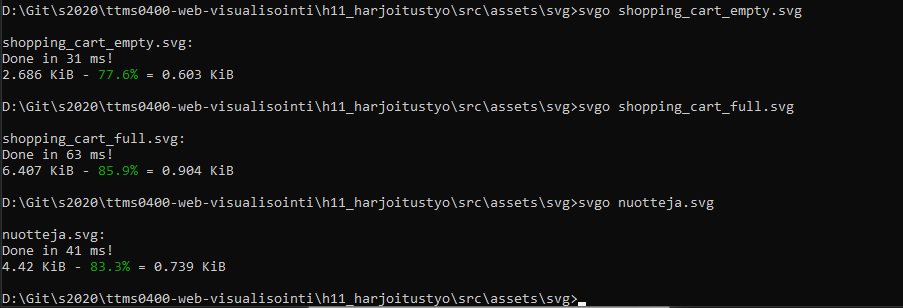 D:\Git\s2020\ttms0400-web-visualisointi\h11_harjoitustyo\src\assets\svg>svgo shopping_cart_empty.svg
shopping_cart_empty.svg:
Done in 31 ms!
2.686 KiB - 77.6% = 0.603 KiB
D:\Git\s2020\ttms0400-web-visualisointi\h11_harjoitustyo\src\assets\svg>svgo shopping_cart_full.svg
shopping_cart_full.svg:
Done in 63 ms!
6.407 KiB - 85.9% = 0.904 KiB
D:\Git\s2020\ttms0400-web-visualisointi\h11_harjoitustyo\src\assets\svg>svgo nuotteja.svg
nuotteja.svg:
Done in 41 ms!
4.42 KiB - 83.3% = 0.739 KiB
D:\Git\s2020\ttms0400-web-visualisointi\h11_harjoitustyo\src\assets\svg>